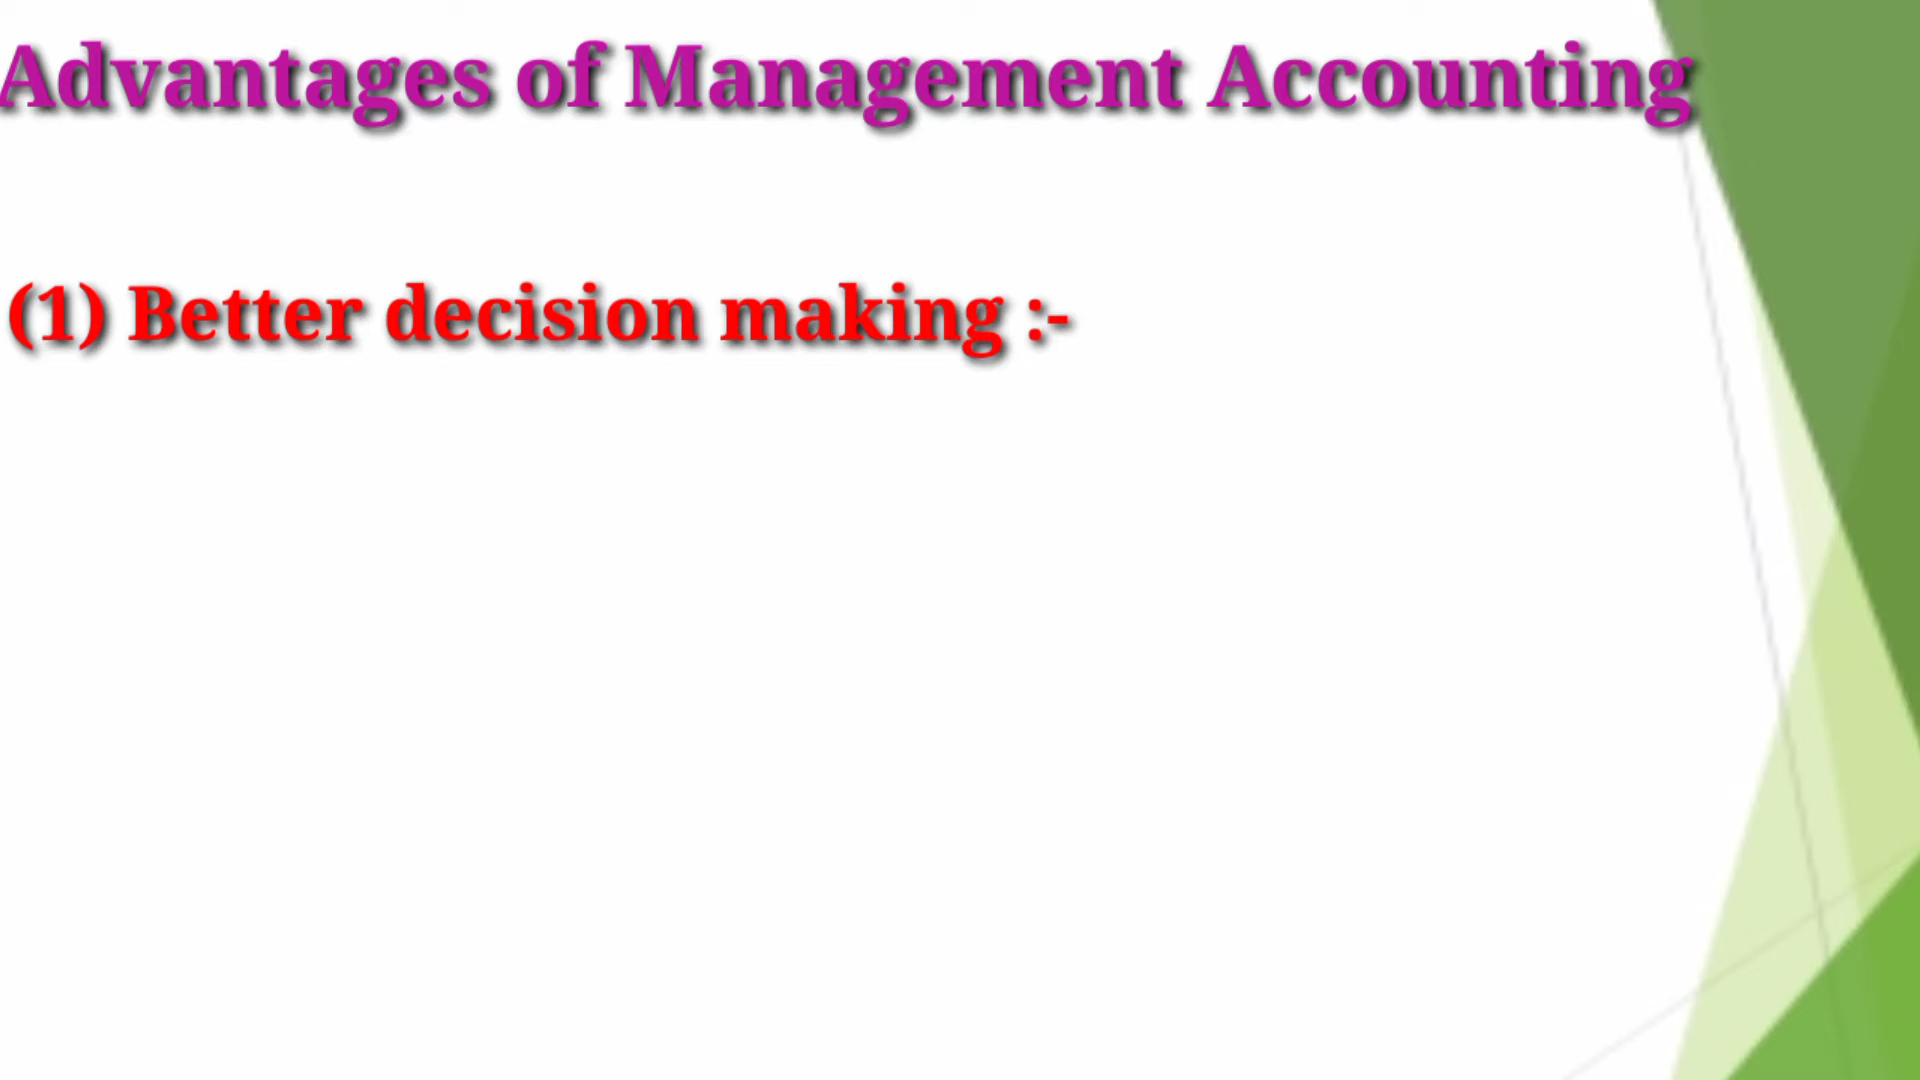 Advantages of Management Accounting
(1) Better decision making :-